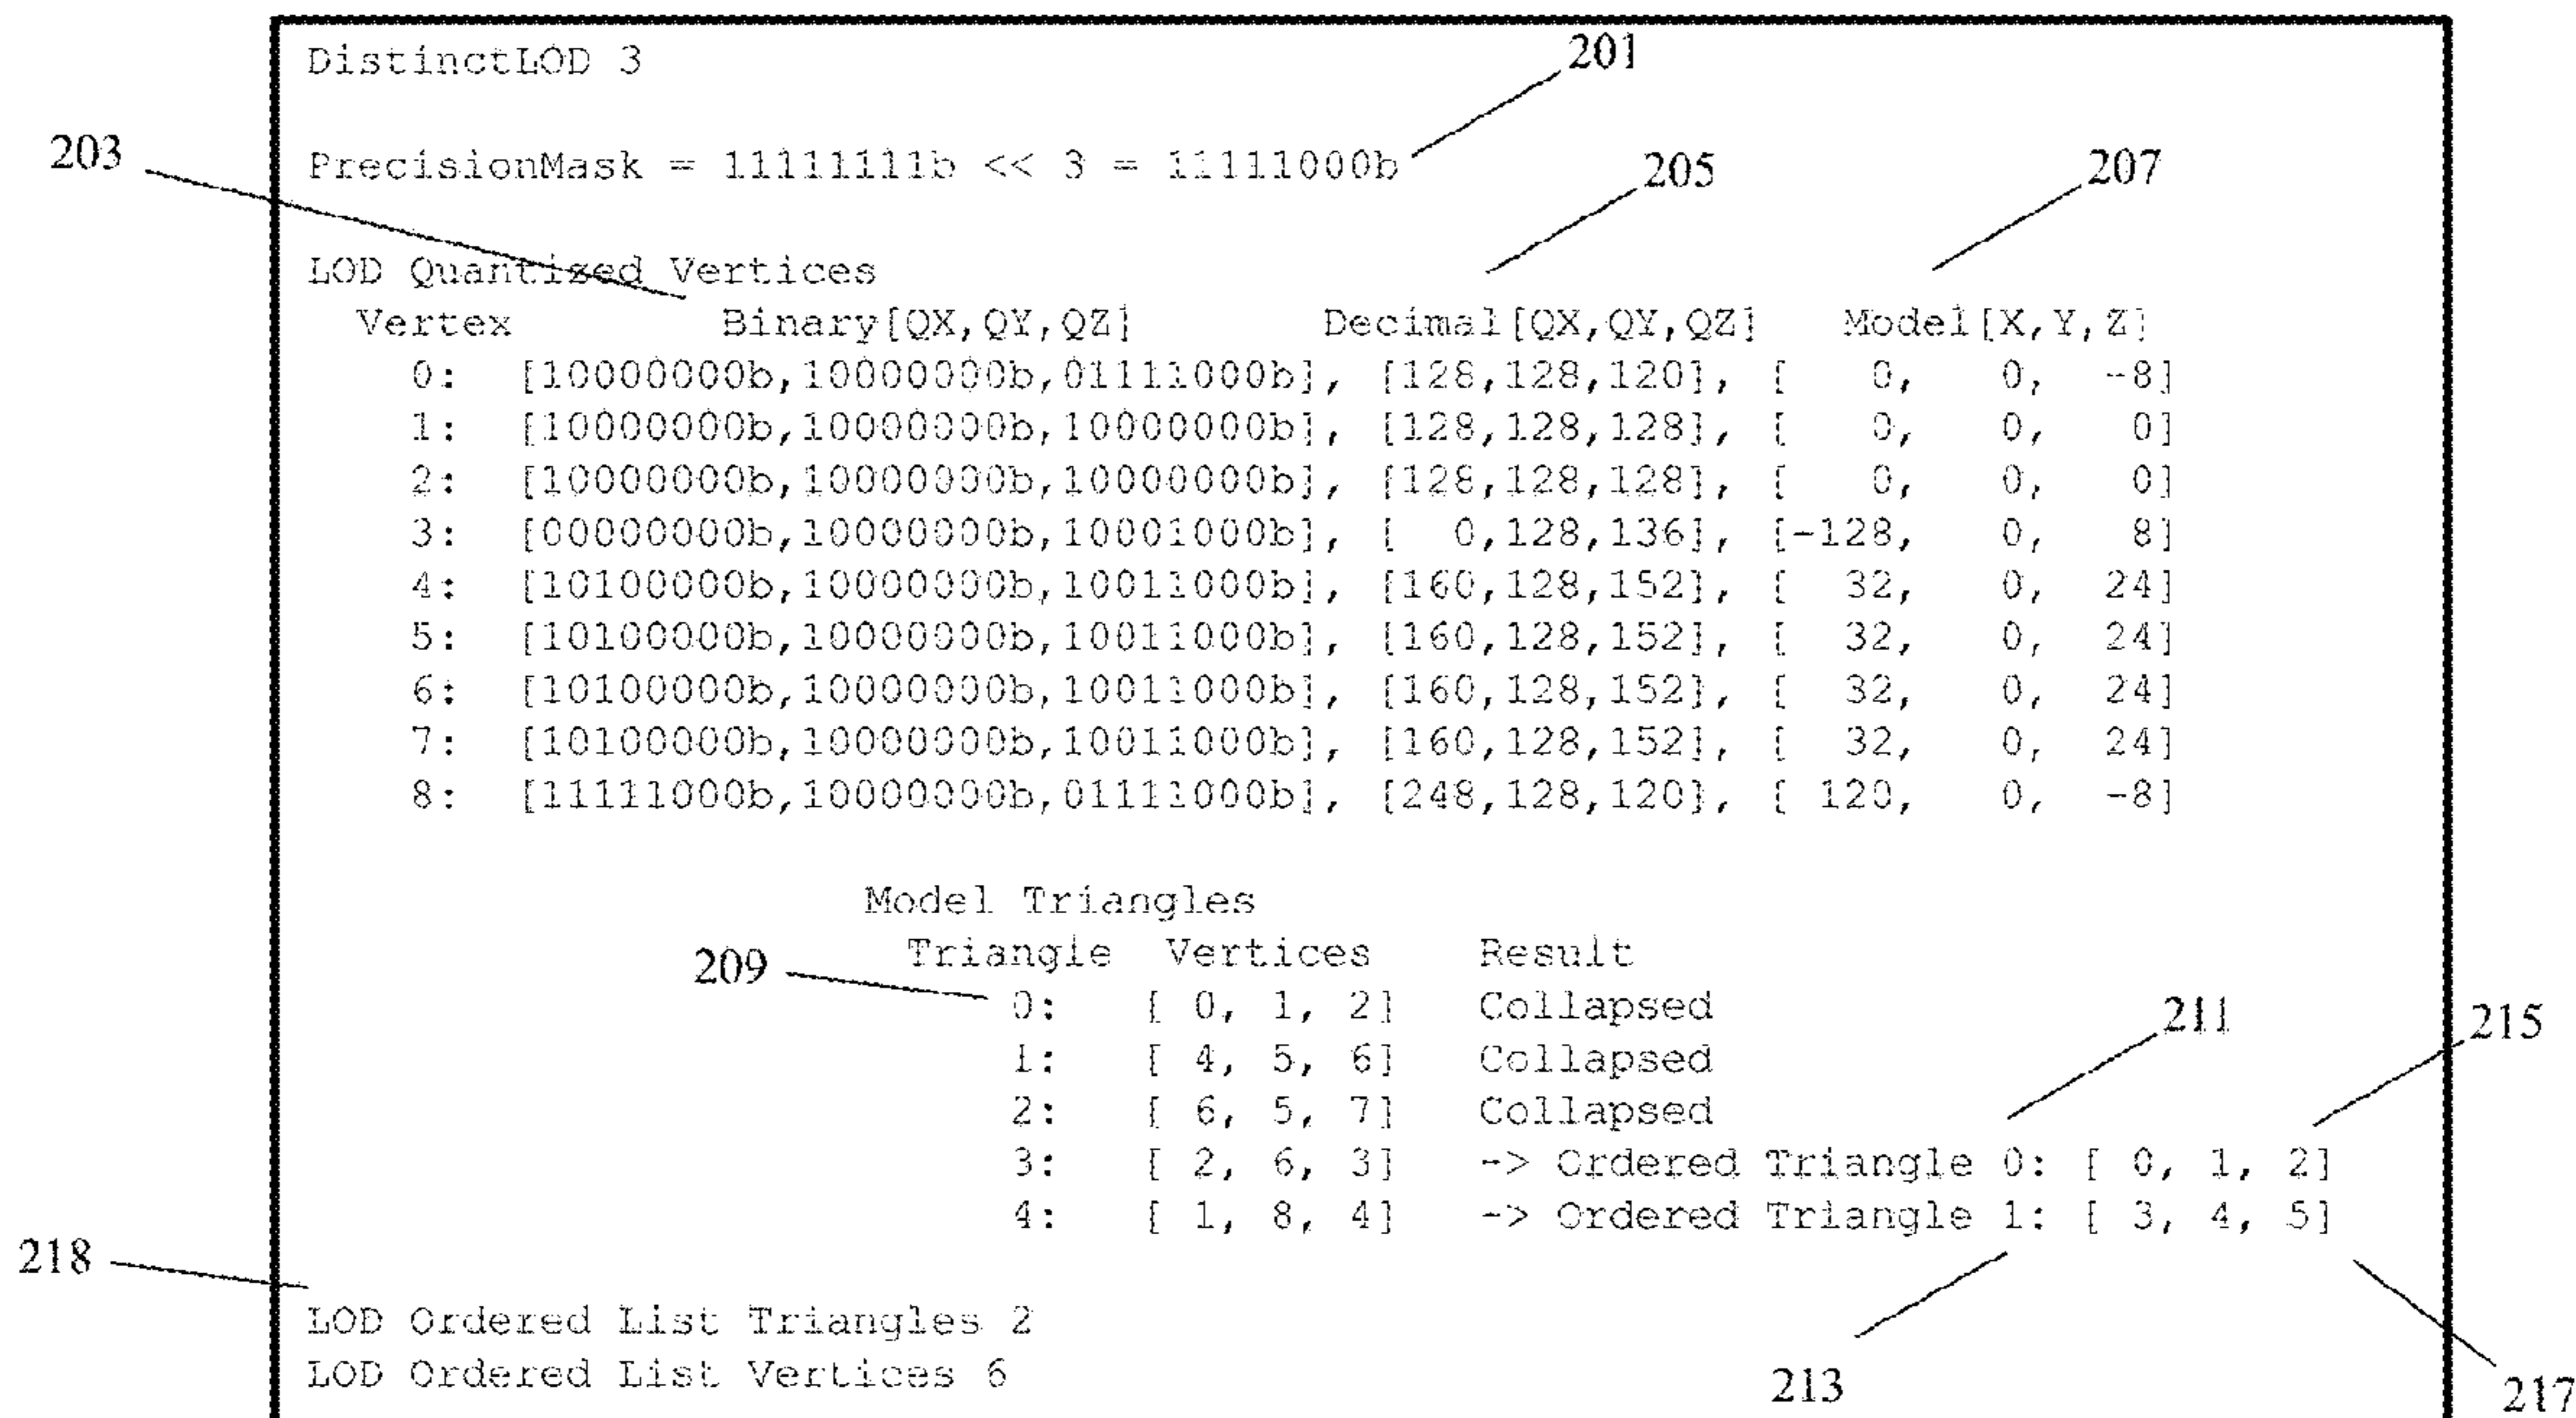 DistinctLOD 3
201
203
PrecisionMask = 11111111b << 3 = 11111000b
205
207
LOD Quantized Vertices
Vertex Binary[QX,QY,QZ] Decimal[QX,QY,QZ] Model[X,Y,Z]
0: [10000000b,10000000b,01111000b], [128,128,120], [ 0, 0, -8]
1: [10000000b,10000000b,10000000b], [128,128,128], [ 0, 0, 0]
2: [10000000b,10000000b,10000000b], [128,128,128], [ 0, 0, 0]
3: [00000000b,10000000b,10001000b], [ 0,128,136], [-128, 0, 8]
4: [10100000b,10000000b,10011000b], [160,128,152], [ 32, 0, 24]
5: [10100000b,10000000b,10011000b], [160,128,152], [ 32, 0, 24]
6: [10100000b,10000000b,10011000b], [160,128,152], [ 32, 0, 24]
7: [10100000b,10000000b,10011000b], [160,128,152], [ 32, 0, 24]
8: [11111000b,10000000b,01111000b], [248,128,120], [ 120, 0, -8]
Model Triangles
Triangle Vertices Result
209
0: [ 0, 1, 2] Collapsed
211
215
1: [ 4, 5, 6] Collapsed
2: [ 6, 5, 7] Collapsed
3: [ 2, 6, 3] -> Ordered Triangle 0: [ 0, 1, 2]
4: [ 1, 8, 4] -> Ordered Triangle 1: [ 3, 4, 5]
218
LOD Ordered List Triangles 2
LOD Ordered List Vertices 6
213
217